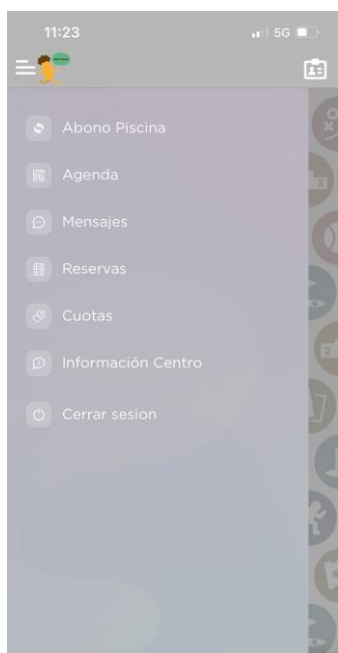 11:23
5G
Abono Piscina
Agenda
Mensajes
Reservas
Cuotas
Información Centro
Cerrar sesion